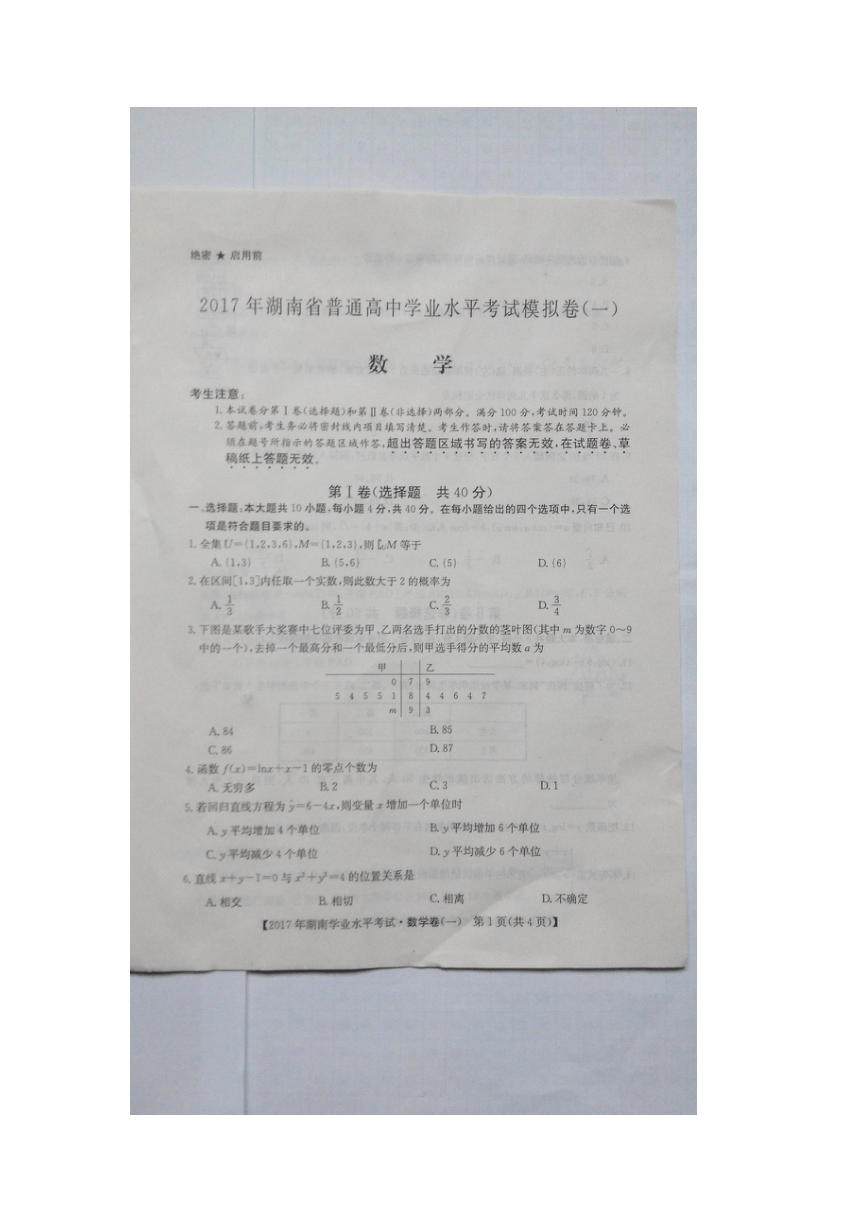 绝密★启用前
2017年湖南省普通高中学业水平考试模拟卷(一)
数 学
考生注意:
1.本试卷分第Ⅰ卷(选择题)和第Ⅱ卷(非选择)两部分。满分100分,考试时间120分钟。
2.答题前,考生务必将密封线内项目填写清楚。考生作答时,请将答案答在答题卡上。必
须在题号所指示的答题区域作答,超出答题区域书写的答案无效,在试题卷、草
稿纸上答题无效。
第Ⅰ卷(选择题 共40分)
一、选择题:本大题共10小题,每小题4分,共40分。在每小题给出的四个选项中,只有一个选
项是符合题目要求的。
1.全集U={1,2,3,6},M={1,2,3},则∁UM等于
A.{1,3} B.{5,6} C.{5} D.{6}
2.在区间[1,3]内任取一个实数,则此数大于2的概率为
A.1/3 B.1/2 C.2/3 D.3/4
3.下图是某歌手大奖赛中七位评委为甲、乙两名选手打出的分数的茎叶图(其中m为数字0~9
中的一个),去掉一个最高分和一个最低分后,则甲选手得分的平均数a为
甲 乙
0 7 9
5 4 5 5 1 8 4 4 6 4 7
m 9 3
A.84 B.85
C.86 D.87
4.函数f(x)=lnx+x-1的零点个数为
A.无穷多 B.2 C.3 D.1
5.若回归直线方程为ŷ=6-4x,则变量x增加一个单位时
A.y平均增加4个单位 B.y平均增加6个单位
C.y平均减少4个单位 D.y平均减少6个单位
6.直线x+y-1=0与x²+y²=4的位置关系是
A.相交 B.相切 C.相离 D.不确定
【2017年湖南学业水平考试·数学卷(一) 第1页(共4页)】